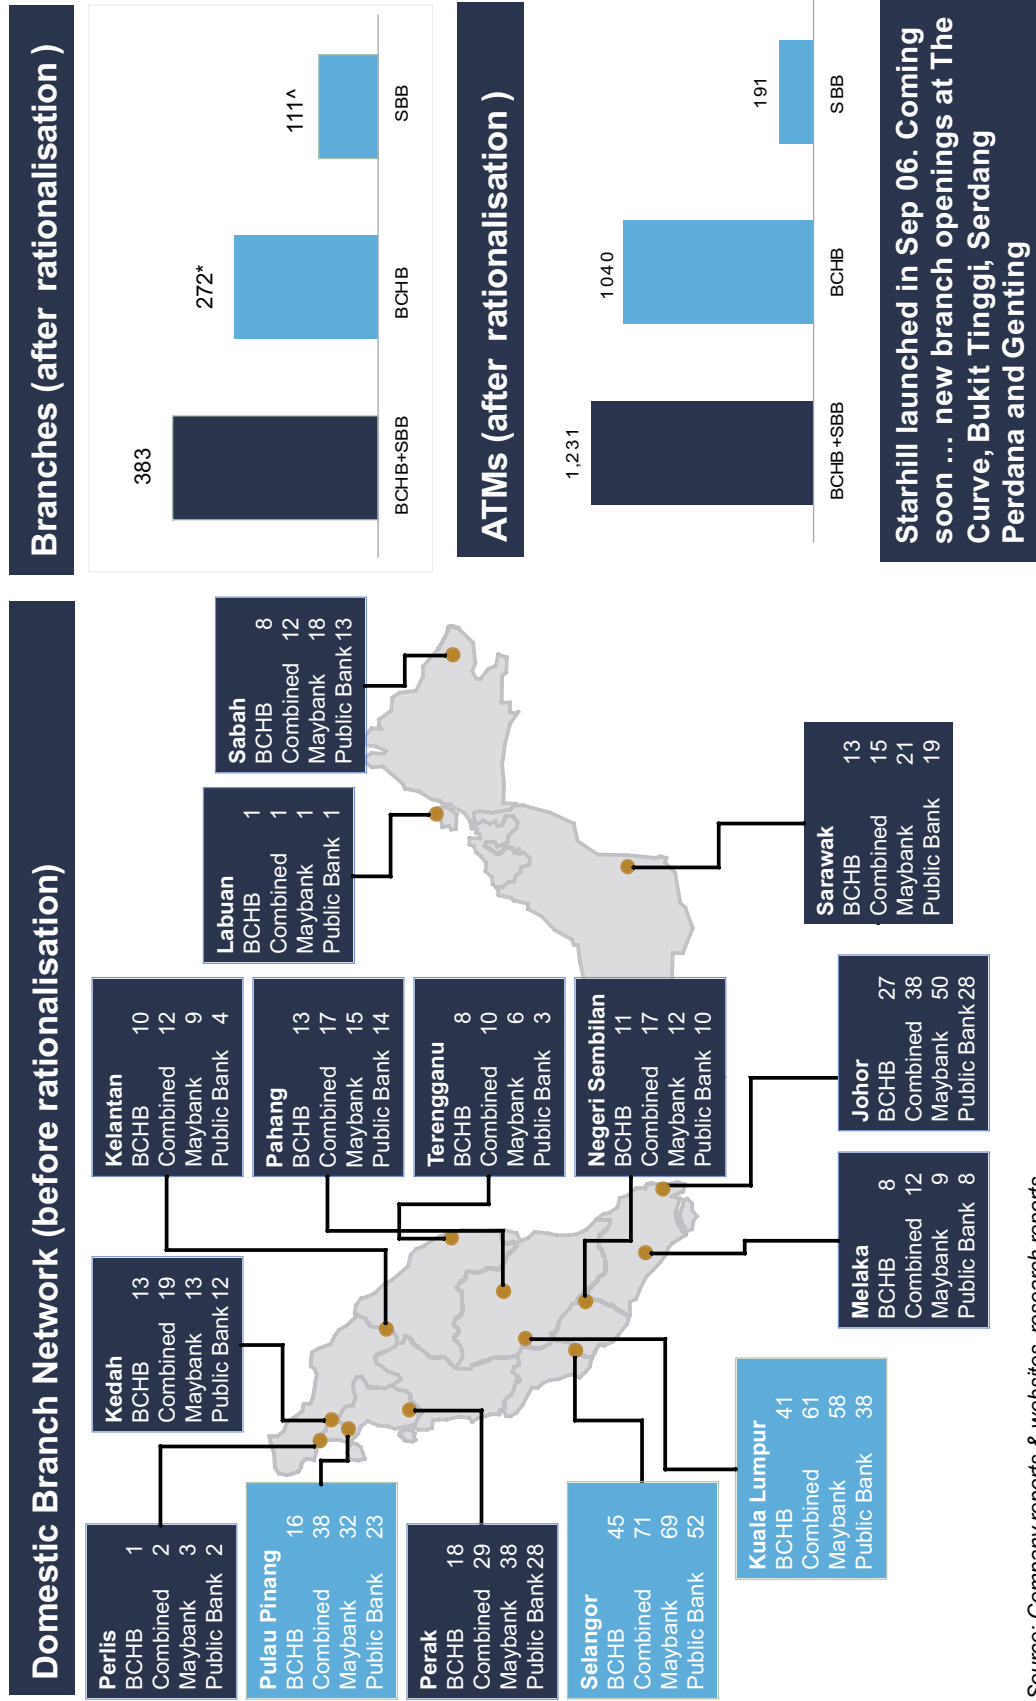 Domestic Branch Network (before rationalisation)
Perlis
BCHB 1
Combined 2
Maybank 3
Public Bank 2
Kedah
BCHB 13
Combined 19
Maybank 13
Public Bank 12
Kelantan
BCHB 10
Combined 12
Maybank 9
Public Bank 4
Labuan
BCHB 1
Combined 1
Maybank 1
Public Bank 1
Sabah
BCHB 8
Combined 12
Maybank 18
Public Bank 13
Pulau Pinang
BCHB 16
Combined 38
Maybank 32
Public Bank 23
Pahang
BCHB 13
Combined 17
Maybank 15
Public Bank 14
Perak
BCHB 18
Combined 29
Maybank 38
Public Bank 28
Terengganu
BCHB 8
Combined 10
Maybank 6
Public Bank 3
Selangor
BCHB 45
Combined 71
Maybank 69
Public Bank 52
Negeri Sembilan
BCHB 11
Combined 17
Maybank 12
Public Bank 10
Kuala Lumpur
BCHB 41
Combined 61
Maybank 58
Public Bank 38
Melaka
BCHB 8
Combined 12
Maybank 9
Public Bank 8
Johor
BCHB 27
Combined 38
Maybank 50
Public Bank 28
Sarawak
BCHB 13
Combined 15
Maybank 21
Public Bank 19
Source: Company reports & websites, research reports
Branches (after rationalisation )
383
272*
111^
BCHB+SBB
BCHB
SBB
ATMs (after rationalisation )
1,231
1040
191
BCHB+SBB
BCHB
SBB
Starhill launched in Sep 06. Coming
soon ... new branch openings at The
Curve, Bukit Tinggi, Serdang
Perdana and Genting